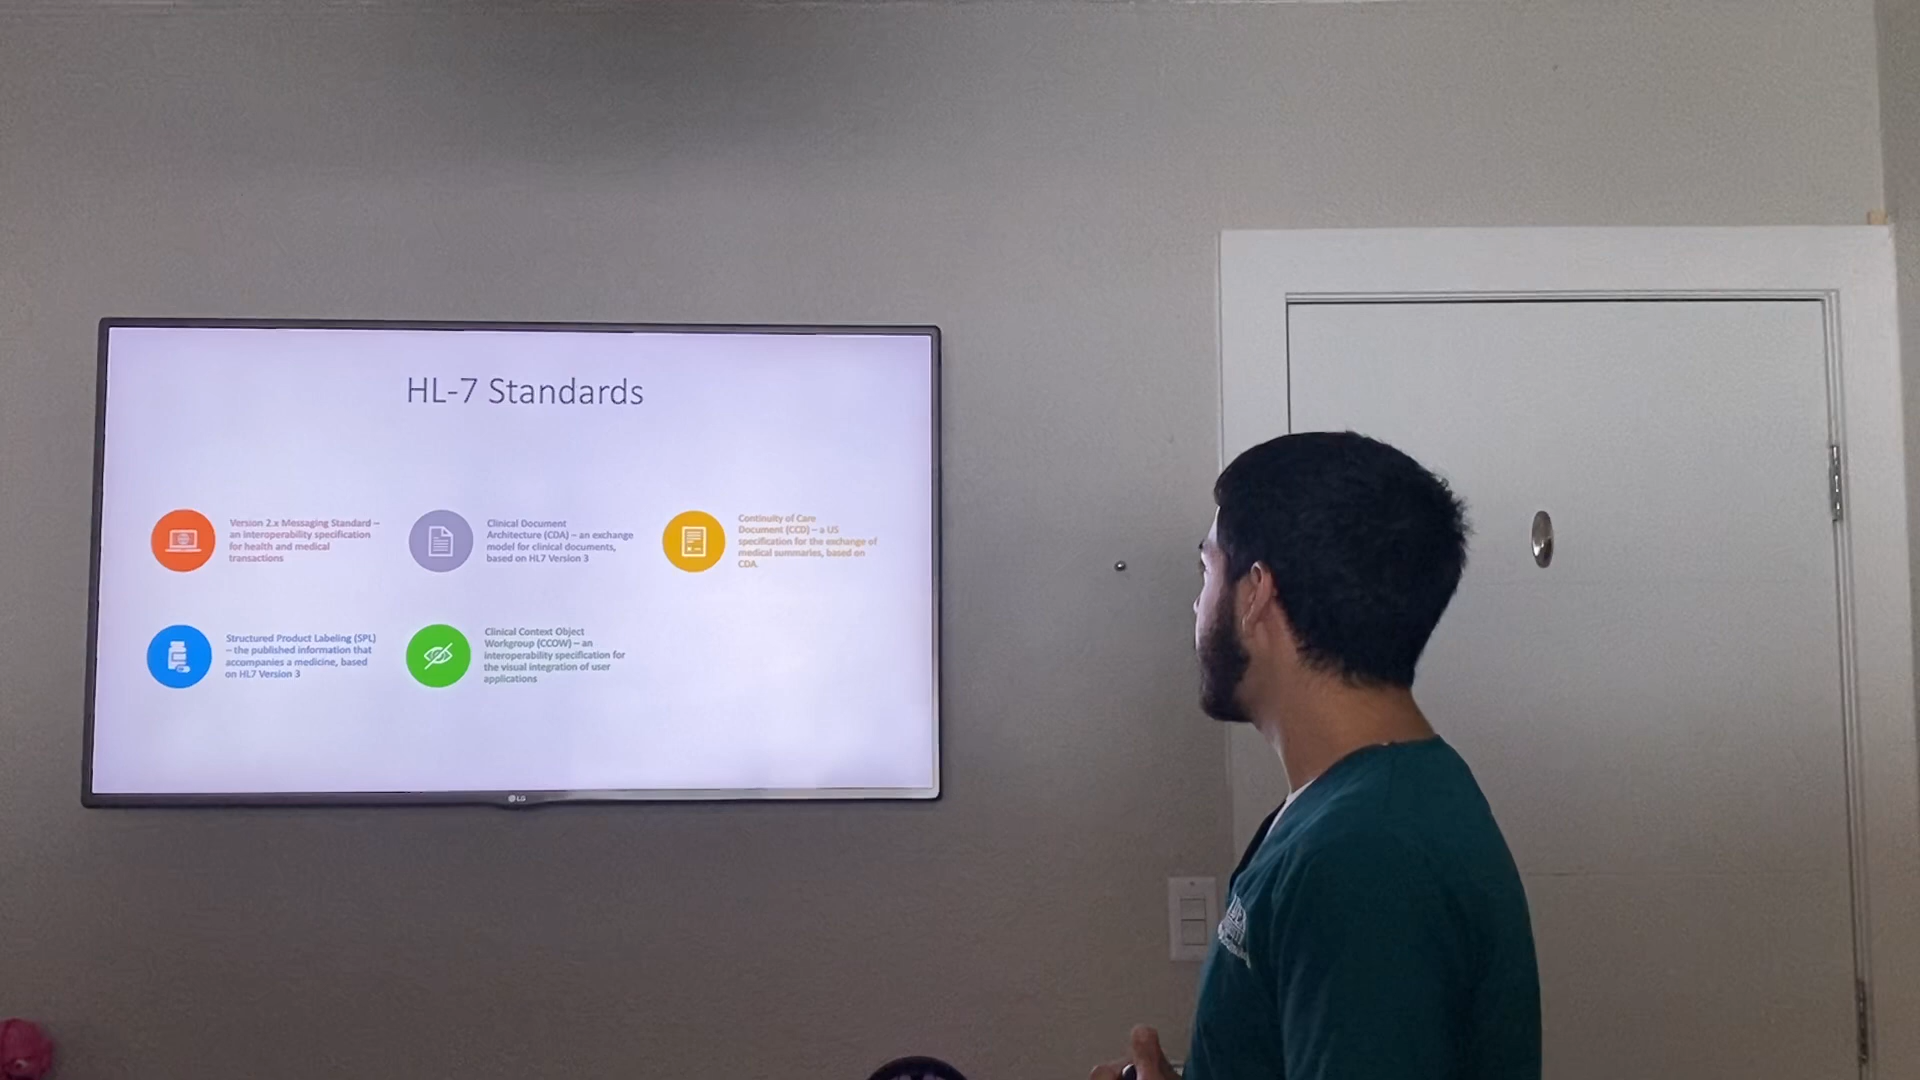 HL-7 Standards
Version 2.x Messaging Standard –
an interoperability specification
for health and medical
transactions
Clinical Document
Architecture (CDA) – an exchange
model for clinical documents,
based on HL7 Version 3
Continuity of Care
Document (CCD) – a US
specification for the exchange of
medical summaries, based on
CDA.
Structured Product Labeling (SPL)
– the published information that
accompanies a medicine, based
on HL7 Version 3
Clinical Context Object
Workgroup (CCOW) – an
interoperability specification for
the visual integration of user
applications
LG